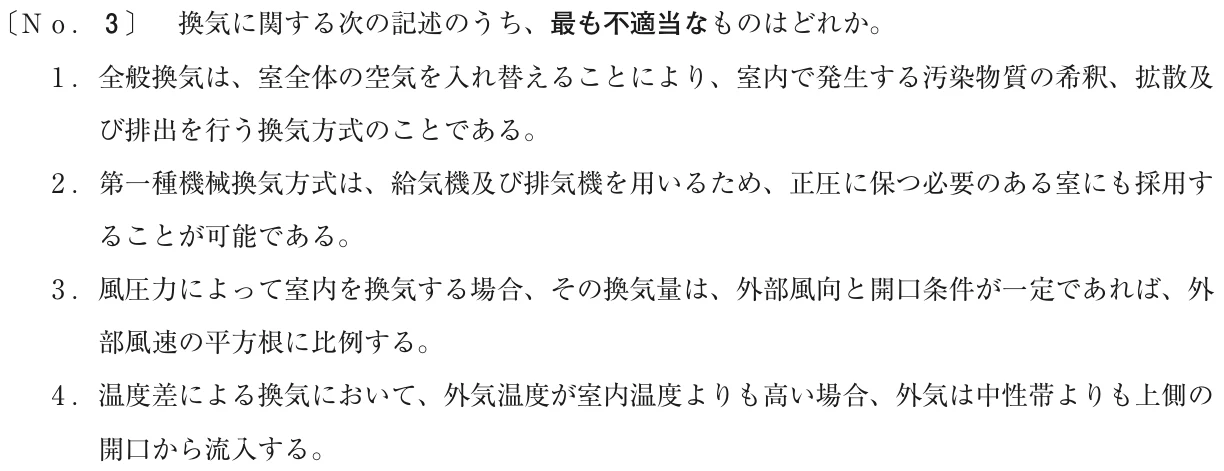 〔Ｎｏ．３〕　換気に関する次の記述のうち、最も不適当なものはどれか。
１．全般換気は、室全体の空気を入れ替えることにより、室内で発生する汚染物質の希釈、拡散及
び排出を行う換気方式のことである。
２．第一種機械換気方式は、給気機及び排気機を用いるため、正圧に保つ必要のある室にも採用す
ることが可能である。
３．風圧力によって室内を換気する場合、その換気量は、外部風向と開口条件が一定であれば、外
部風速の平方根に比例する。
４．温度差による換気において、外気温度が室内温度よりも高い場合、外気は中性帯よりも上側の
開口から流入する。